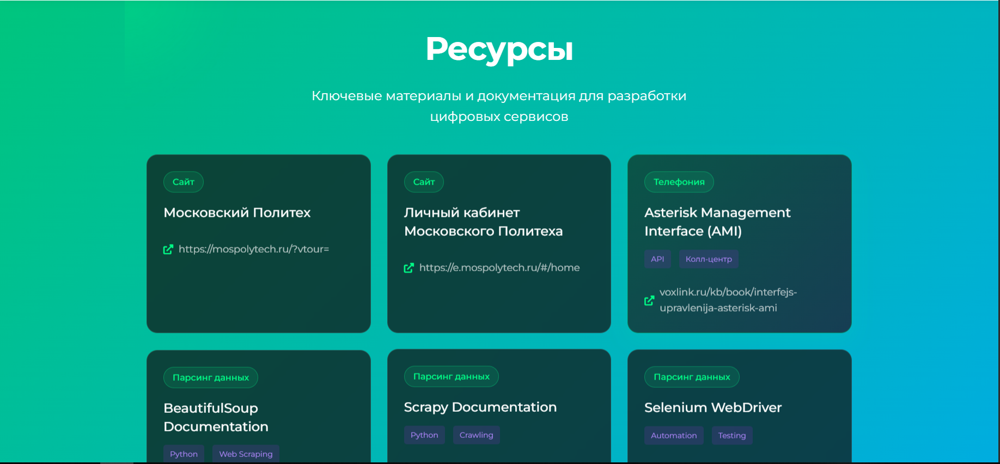 Ресурсы
Ключевые материалы и документация для разработки
цифровых сервисов
Сайт
Московский Политех
https://mospolytech.ru/?vtour=
Сайт
Личный кабинет
Московского Политеха
https://e.mospolytech.ru/#/home
Телефония
Asterisk Management
Interface (AMI)
API
Колл-центр
voxlink.ru/kb/book/interfejs-
upravlenija-asterisk-ami
Парсинг данных
BeautifulSoup
Documentation
Python
Web Scraping
Парсинг данных
Scrapy Documentation
Python
Crawling
Парсинг данных
Selenium WebDriver
Automation
Testing